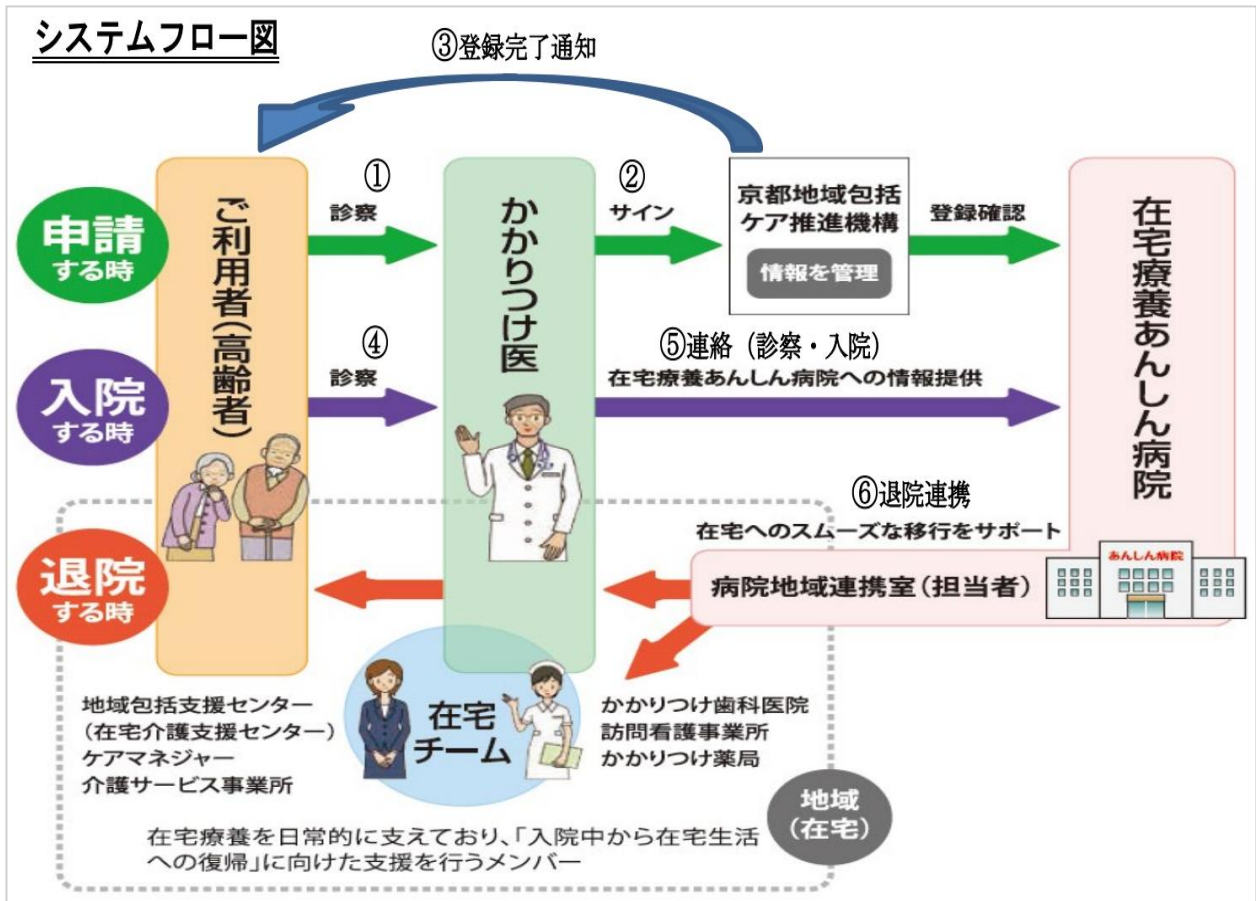 システムフロー図
③登録完了通知
申請
する時
ご利用者(高齢者)
①
診察
かかりつけ医
②
サイン
京都地域包括
ケア推進機構
情報を管理
登録確認
在宅療養あんしん病院
入院
する時
④
診察
⑤連絡（診察・入院）
在宅療養あんしん病院への情報提供
⑥退院連携
在宅へのスムーズな移行をサポート
退院
する時
病院地域連携室(担当者)
あんしん病院
地域包括支援センター
(在宅介護支援センター)
ケアマネジャー
介護サービス事業所
在宅
チーム
かかりつけ歯科医院
訪問看護事業所
かかりつけ薬局
地域
(在宅)
在宅療養を日常的に支えており、「入院中から在宅生活
への復帰」に向けた支援を行うメンバー